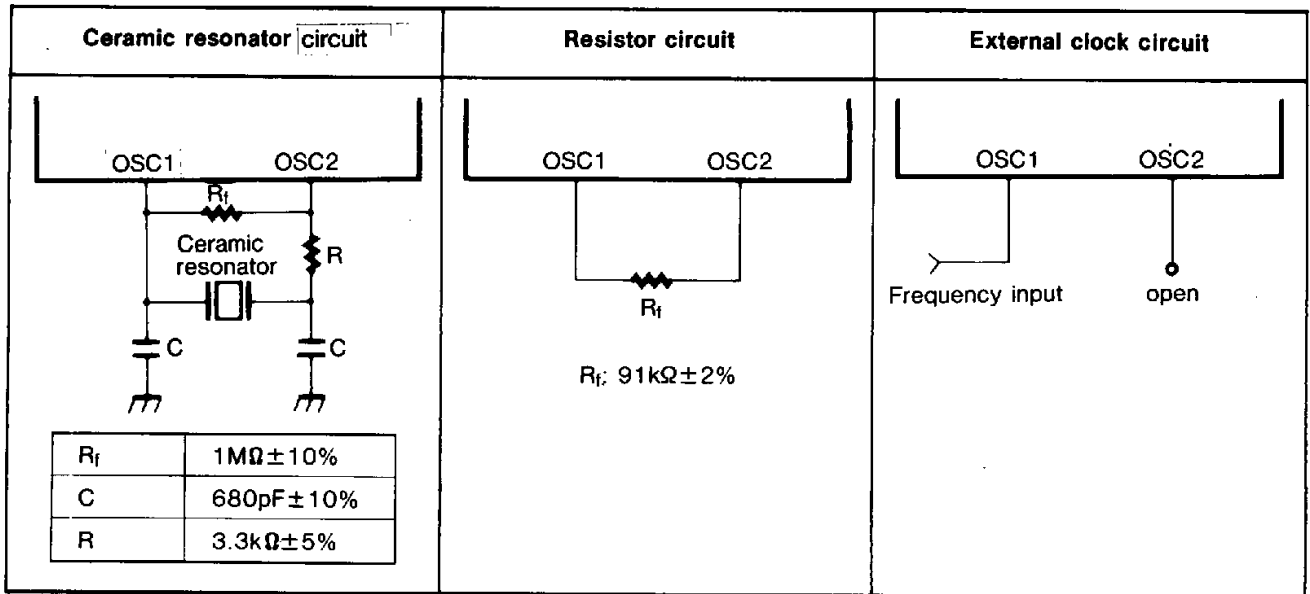 Ceramic resonator circuit
OSC1 OSC2
Rf
Ceramic
resonator
R
C C
Rf 1MΩ±10%
C 680pF±10%
R 3.3kΩ±5%
Resistor circuit
OSC1 OSC2
Rf
Rf: 91kΩ±2%
External clock circuit
OSC1 OSC2
Frequency input open